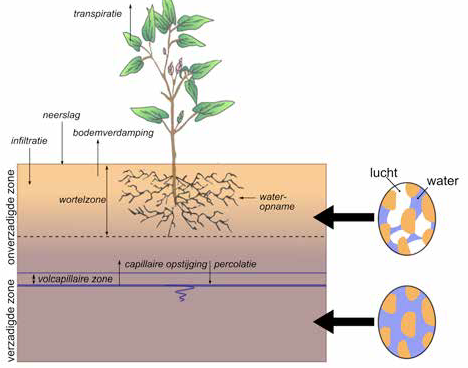 transpiratie
neerslag
infiltratie
bodemverdamping
lucht
water
wortelzone
water-
opname
onverzadigde zone
capillaire opstijging
percolatie
volcapillaire zone
verzadigde zone